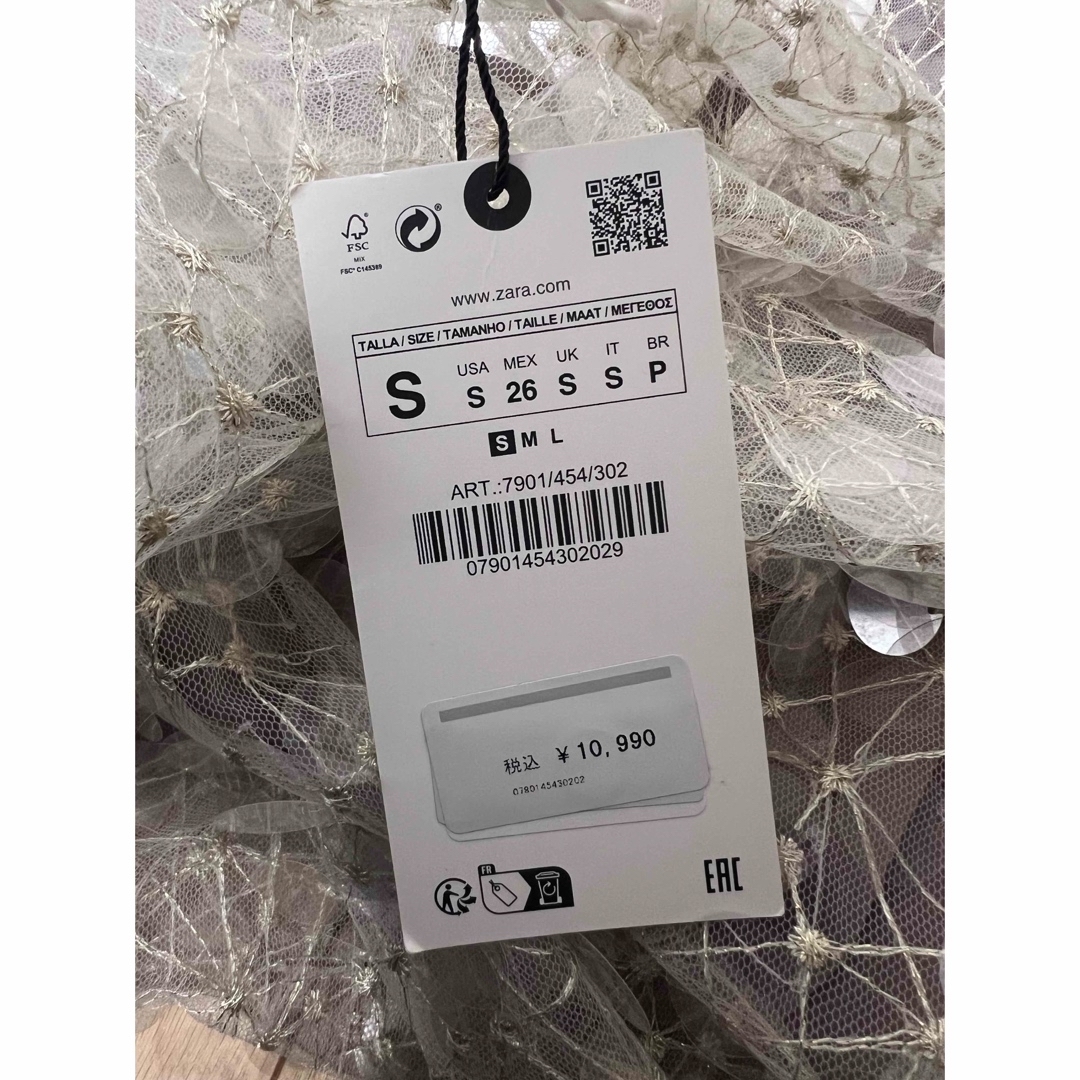 FSC
MIX
FSC® C145389
www.zara.com
TALLA / SIZE / TAMANHO / TAILLE / MAAT / ΜΕΓΕΘΟΣ
USA MEX UK IT BR
S S 26 S S P
S M L
ART.:7901/454/302
07901454302029
税込 ¥10,990
0780145430202
FR
EAC